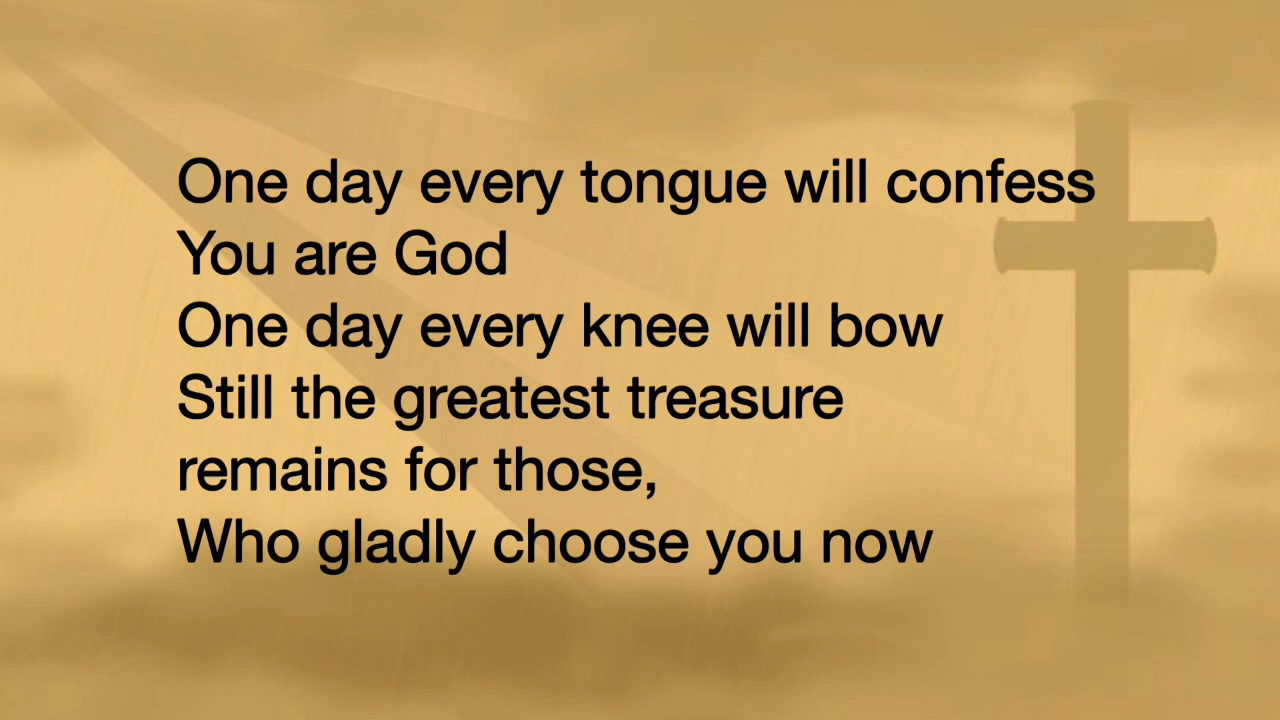 One day every tongue will confess
You are God
One day every knee will bow
Still the greatest treasure
remains for those,
Who gladly choose you now